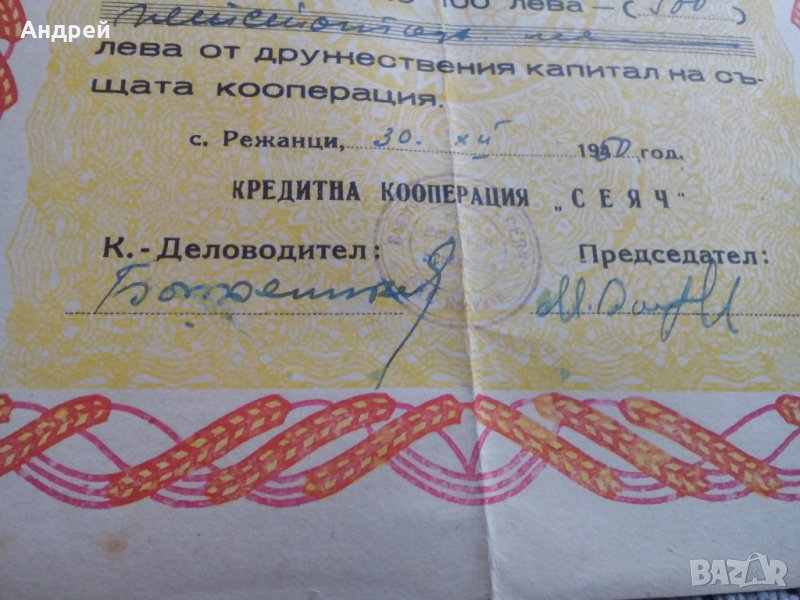 Андрей
100 лева – (500)
лева от дружествения капитал на съ-
щата кооперация.
с. Режанци, 30. XII 1950 год.
КРЕДИТНА КООПЕРАЦИЯ „СЕЯЧ"
К.-Деловодител: Председател:
BAZAR